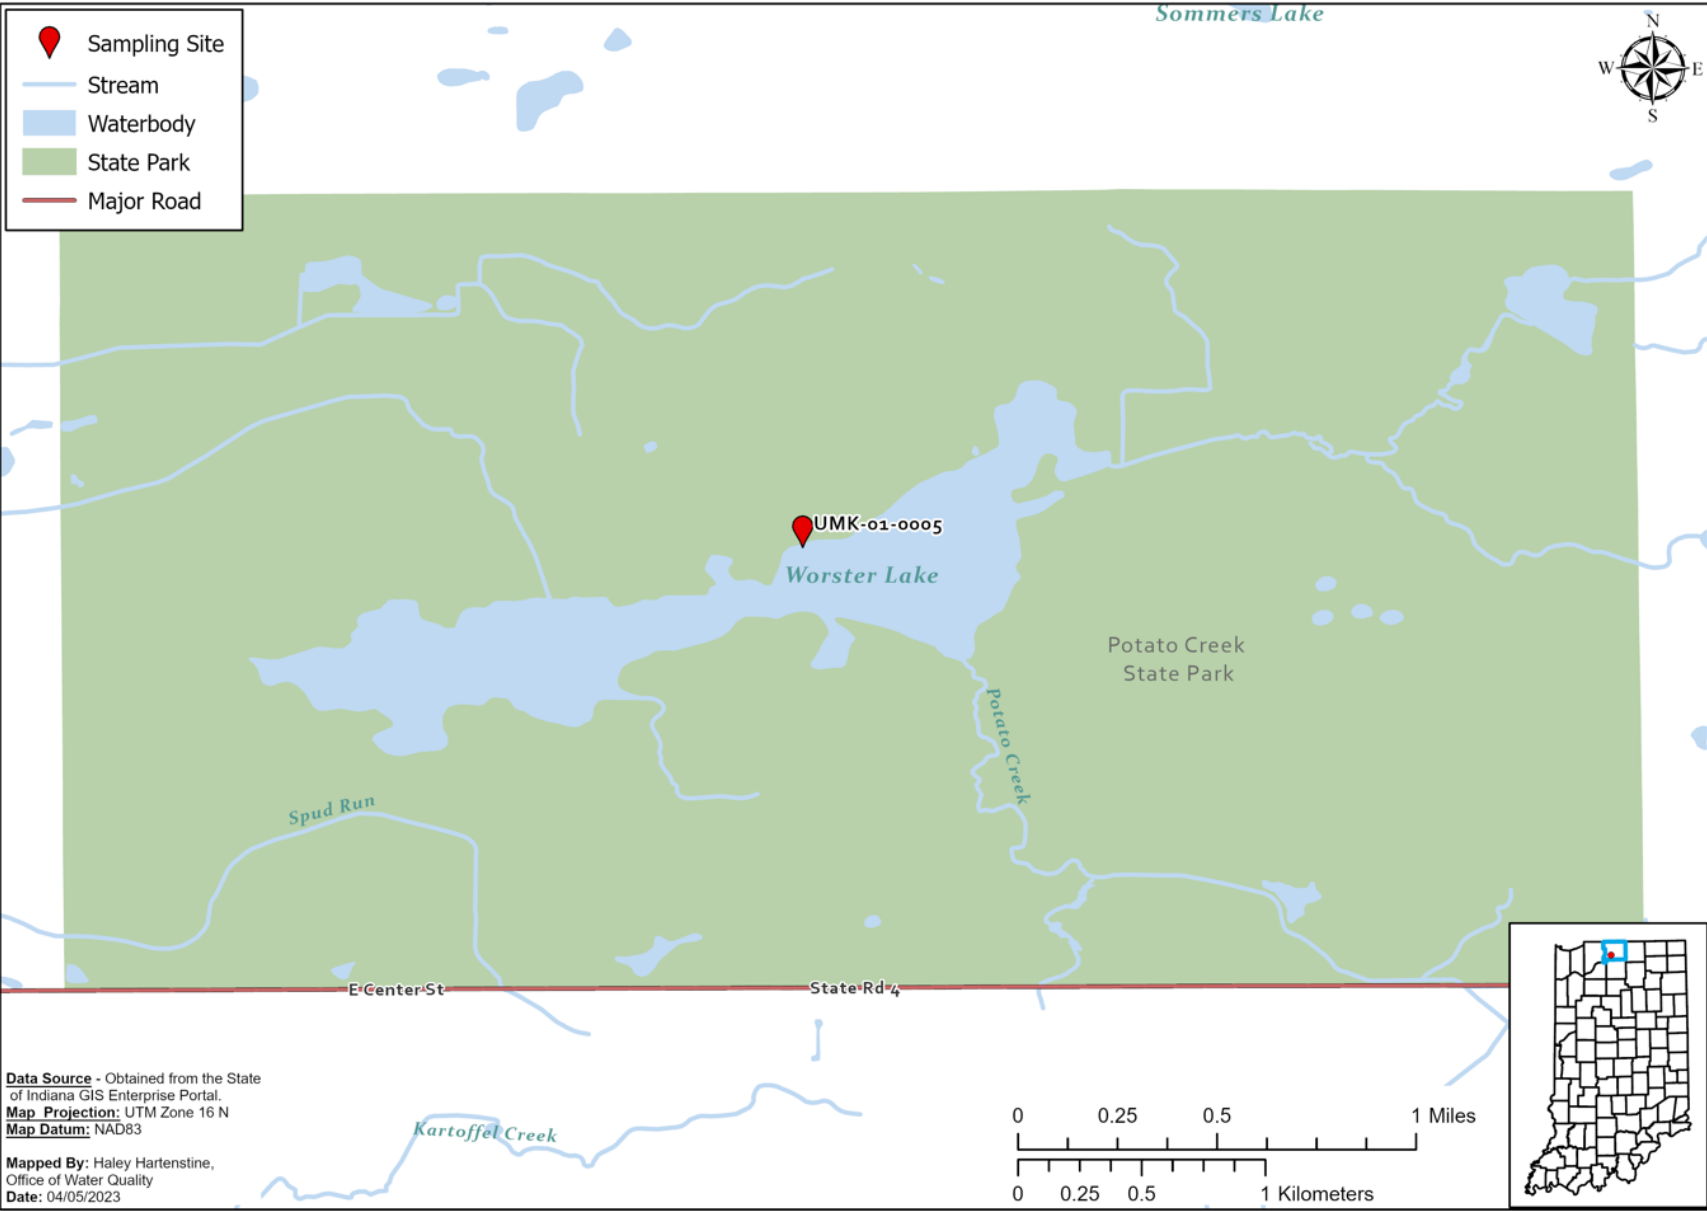 Sommers Lake
Sampling Site
Stream
Waterbody
State Park
Major Road
N
W
E
S
UMK-01-0005
Worster Lake
Potato Creek
State Park
Potato Creek
Spud Run
E Center St
State Rd 4
Kartoffel Creek
Data Source - Obtained from the State
of Indiana GIS Enterprise Portal.
Map Projection: UTM Zone 16 N
Map Datum: NAD83
Mapped By: Haley Hartenstine,
Office of Water Quality
Date: 04/05/2023
0 0.25 0.5 1 Miles
0 0.25 0.5 1 Kilometers